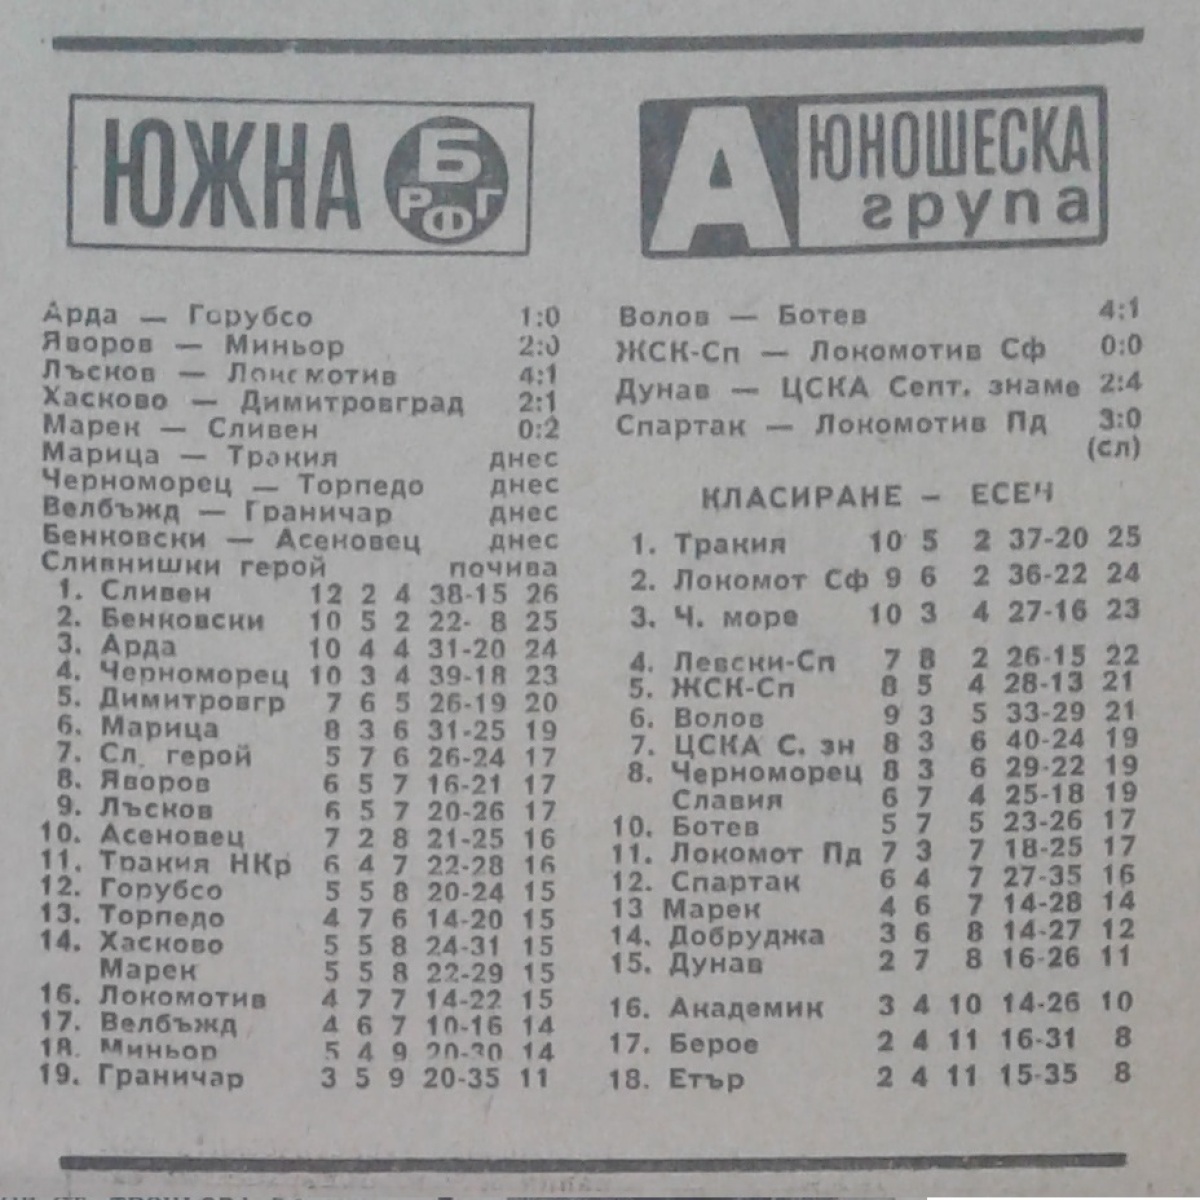 ЮЖНА Б РФГ
Арда — Горубсо 1:0
Яворов — Миньор 2:0
Лъсков — Локомотив 4:1
Хасково — Димитровград 2:1
Марек — Сливен 0:2
Марица — Тракия днес
Черноморец — Торпедо днес
Велбъжд — Граничар днес
Бенковски — Асеновец днес
Сливнишки герой почива
1. Сливен 12 2 4 38-15 26
2. Бенковски 10 5 2 22- 8 25
3. Арда 10 4 4 31-20 24
4. Черноморец 10 3 4 39-18 23
5. Димитровгр 7 6 5 26-19 20
6. Марица 8 3 6 31-25 19
7. Сл. герой 5 7 6 26-24 17
8. Яворов 6 5 7 16-21 17
9. Лъсков 6 5 7 20-26 17
10. Асеновец 7 2 8 21-25 16
11. Тракия НКр 6 4 7 22-28 16
12. Горубсо 5 5 8 20-24 15
13. Торпедо 4 7 6 14-20 15
14. Хасково 5 5 8 24-31 15
Марек 5 5 8 22-29 15
16. Локомотив 4 7 7 14-22 15
17. Велбъжд 4 6 7 10-16 14
18. Миньор 5 4 9 20-30 14
19. Граничар 3 5 9 20-35 11
А ЮНОШЕСКА
група
Волов — Ботев 4:1
ЖСК-Сп — Локомотив Сф 0:0
Дунав — ЦСКА Септ. знаме 2:4
Спартак — Локомотив Пд 3:0
(сл)
КЛАСИРАНЕ — ЕСЕН
1. Тракия 10 5 2 37-20 25
2. Локомот Сф 9 6 2 36-22 24
3. Ч. море 10 3 4 27-16 23
4. Левски-Сп 7 8 2 26-15 22
5. ЖСК-Сп 8 5 4 28-13 21
6. Волов 9 3 5 33-29 21
7. ЦСКА С. зн 8 3 6 40-24 19
8. Черноморец 8 3 6 29-22 19
Славия 6 7 4 25-18 19
10. Ботев 5 7 5 23-26 17
11. Локомот Пд 7 3 7 18-25 17
12. Спартак 6 4 7 27-35 16
13 Марек 4 6 7 14-28 14
14. Добруджа 3 6 8 14-27 12
15. Дунав 2 7 8 16-26 11
16. Академик 3 4 10 14-26 10
17. Берое 2 4 11 16-31 8
18. Етър 2 4 11 15-35 8